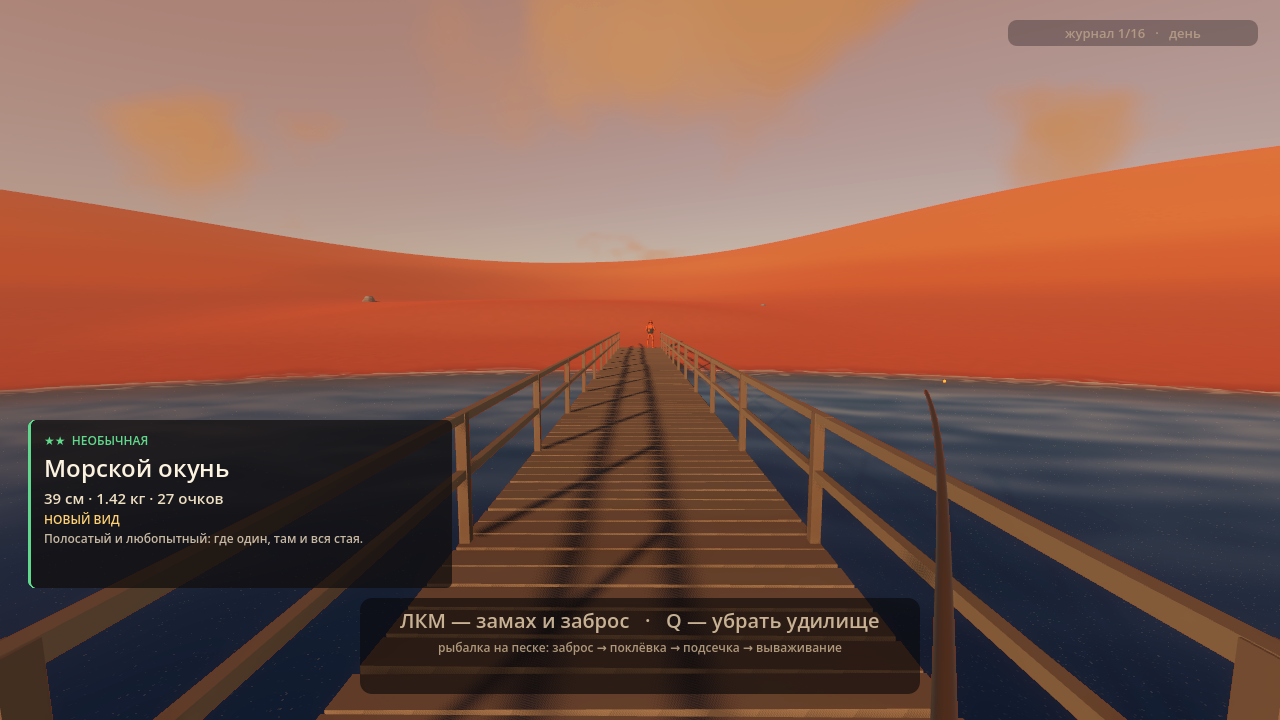 журнал 1/16 · день
★★ НЕОБЫЧНАЯ
Морской окунь
39 см · 1.42 кг · 27 очков
НОВЫЙ ВИД
Полосатый и любопытный: где один, там и вся стая.
ЛКМ — замах и заброс · Q — убрать удилище
рыбалка на песке: заброс → поклёвка → подсечка → вываживание